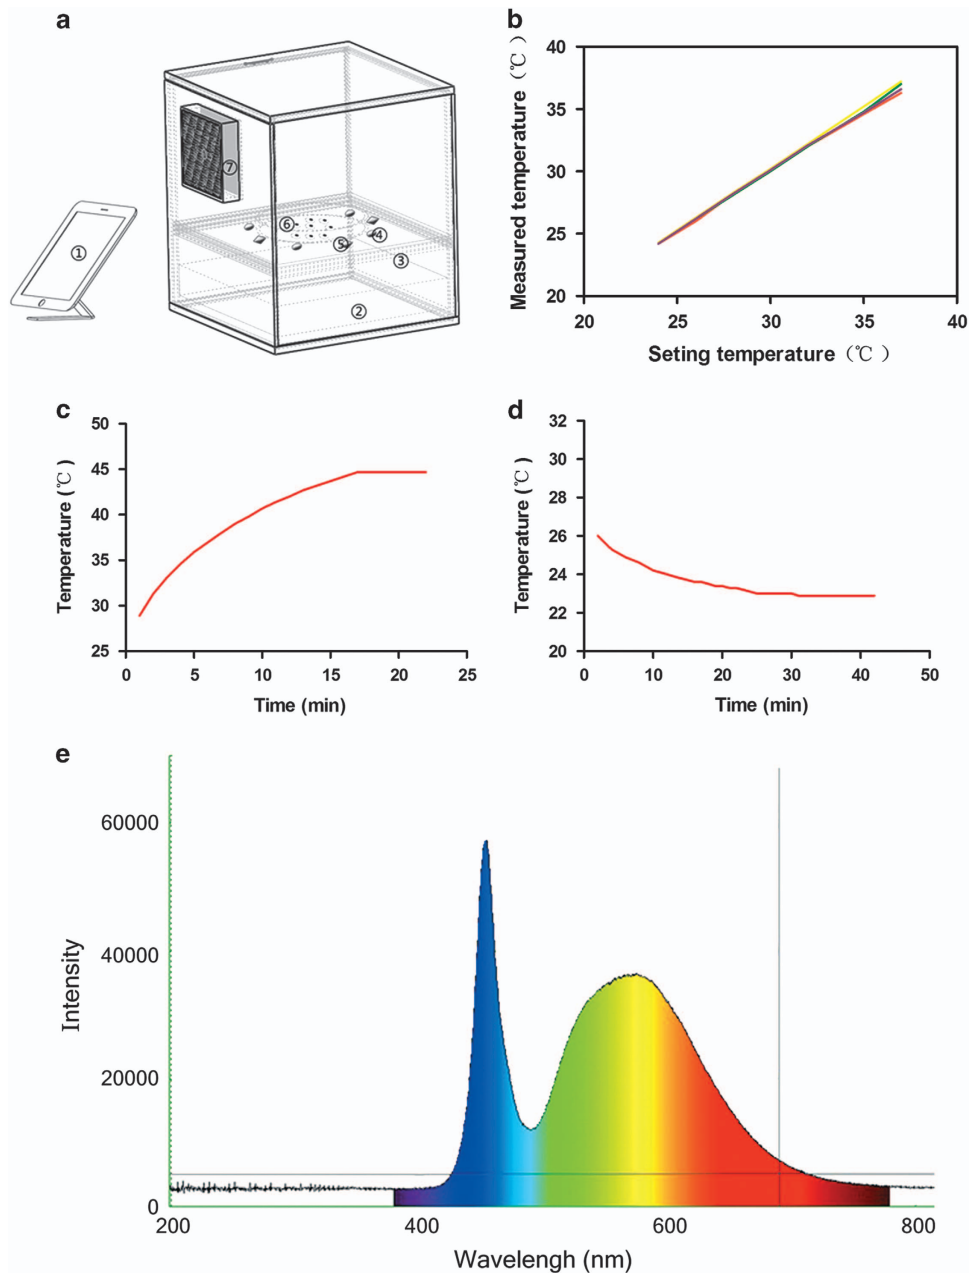 a
①
②
③
④
⑤
⑥
⑦
b
Measured temperature（℃）
40
35
30
25
20
20 25 30 35 40
Seting temperature（℃）
c
Temperature (℃)
50
45
40
35
30
25
0 5 10 15 20 25
Time (min)
d
Temperature (℃)
32
30
28
26
24
22
20
0 10 20 30 40 50
Time (min)
e
Intensity
60000
40000
20000
0
200 400 600 800
Wavelengh (nm)